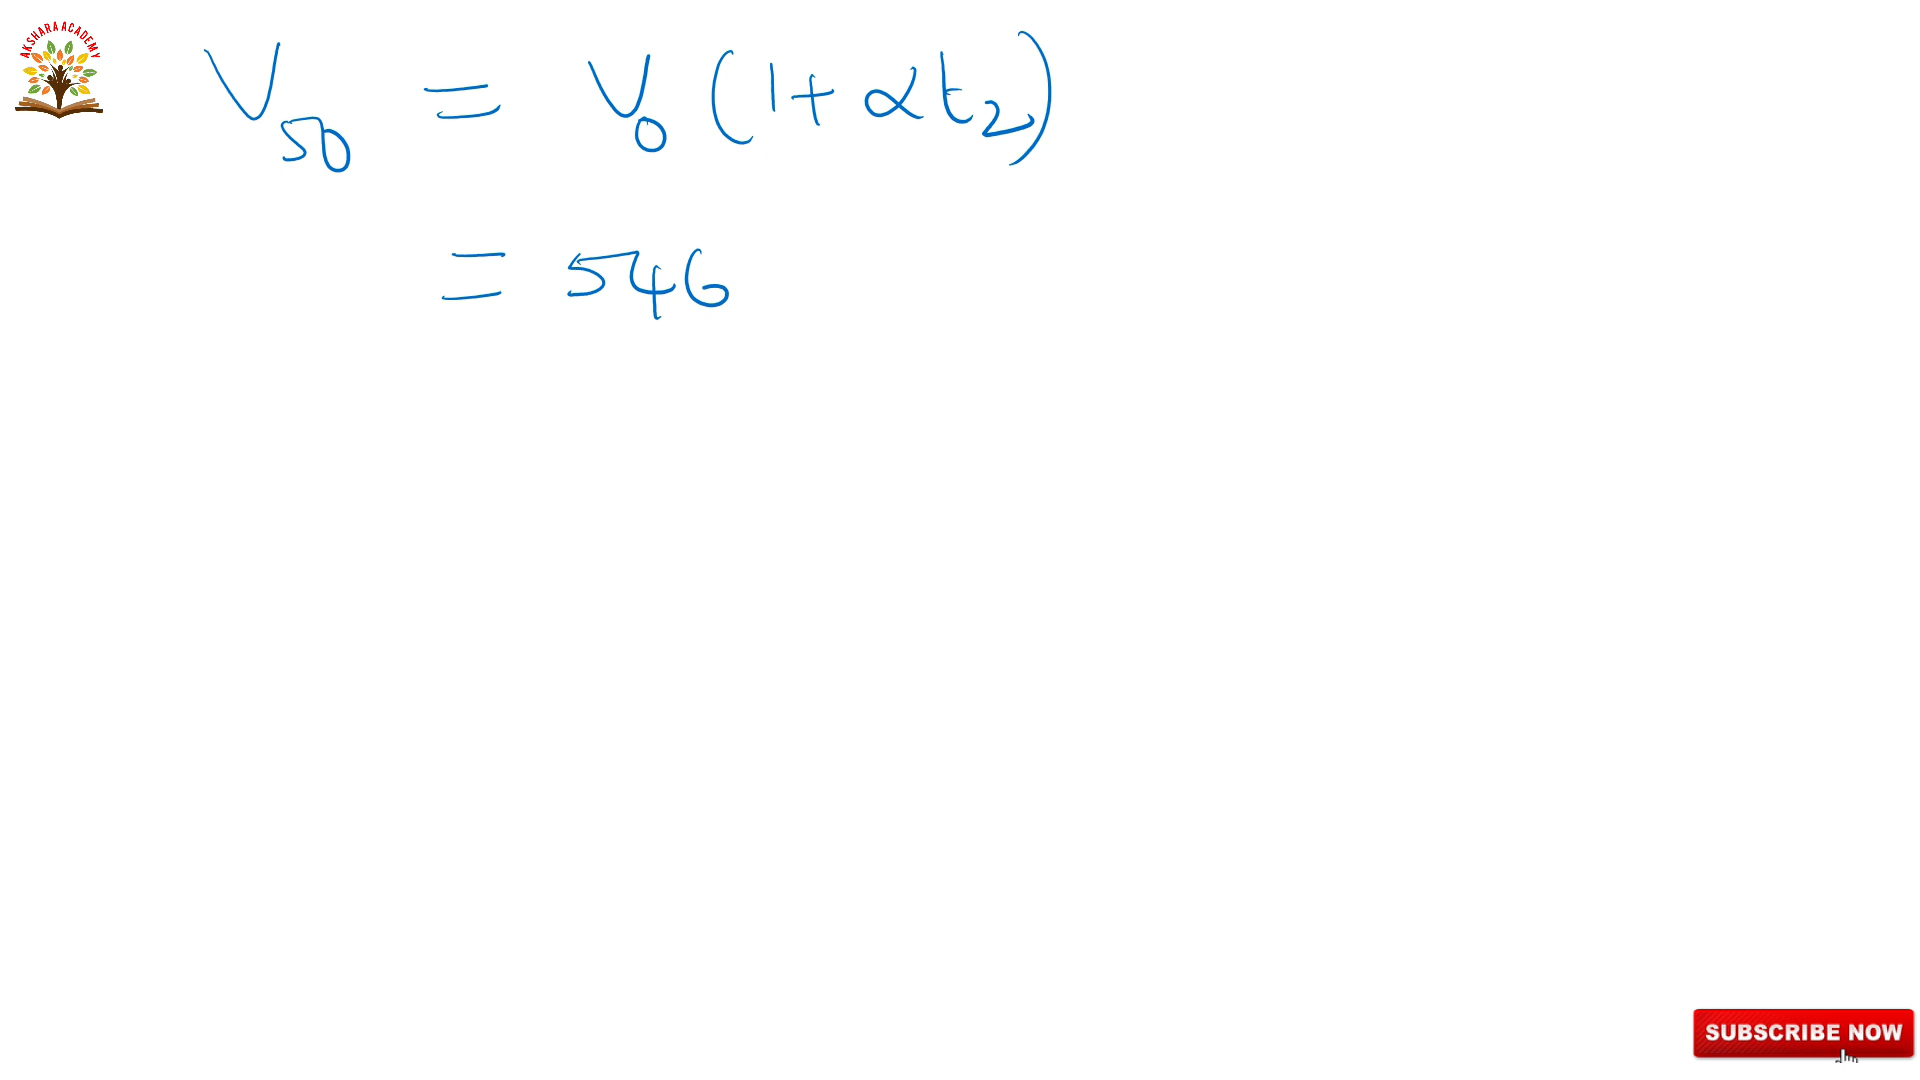 AKSHARA ACADEMY
V₅₀ = V₀ (1 + αt₂)
= 546
SUBSCRIBE NOW